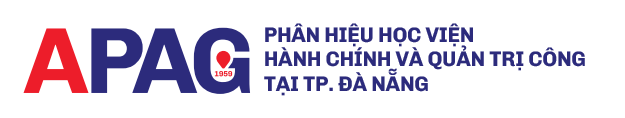 APAG
1959
PHÂN HIỆU HỌC VIỆN
HÀNH CHÍNH VÀ QUẢN TRỊ CÔNG
TẠI TP. ĐÀ NẴNG